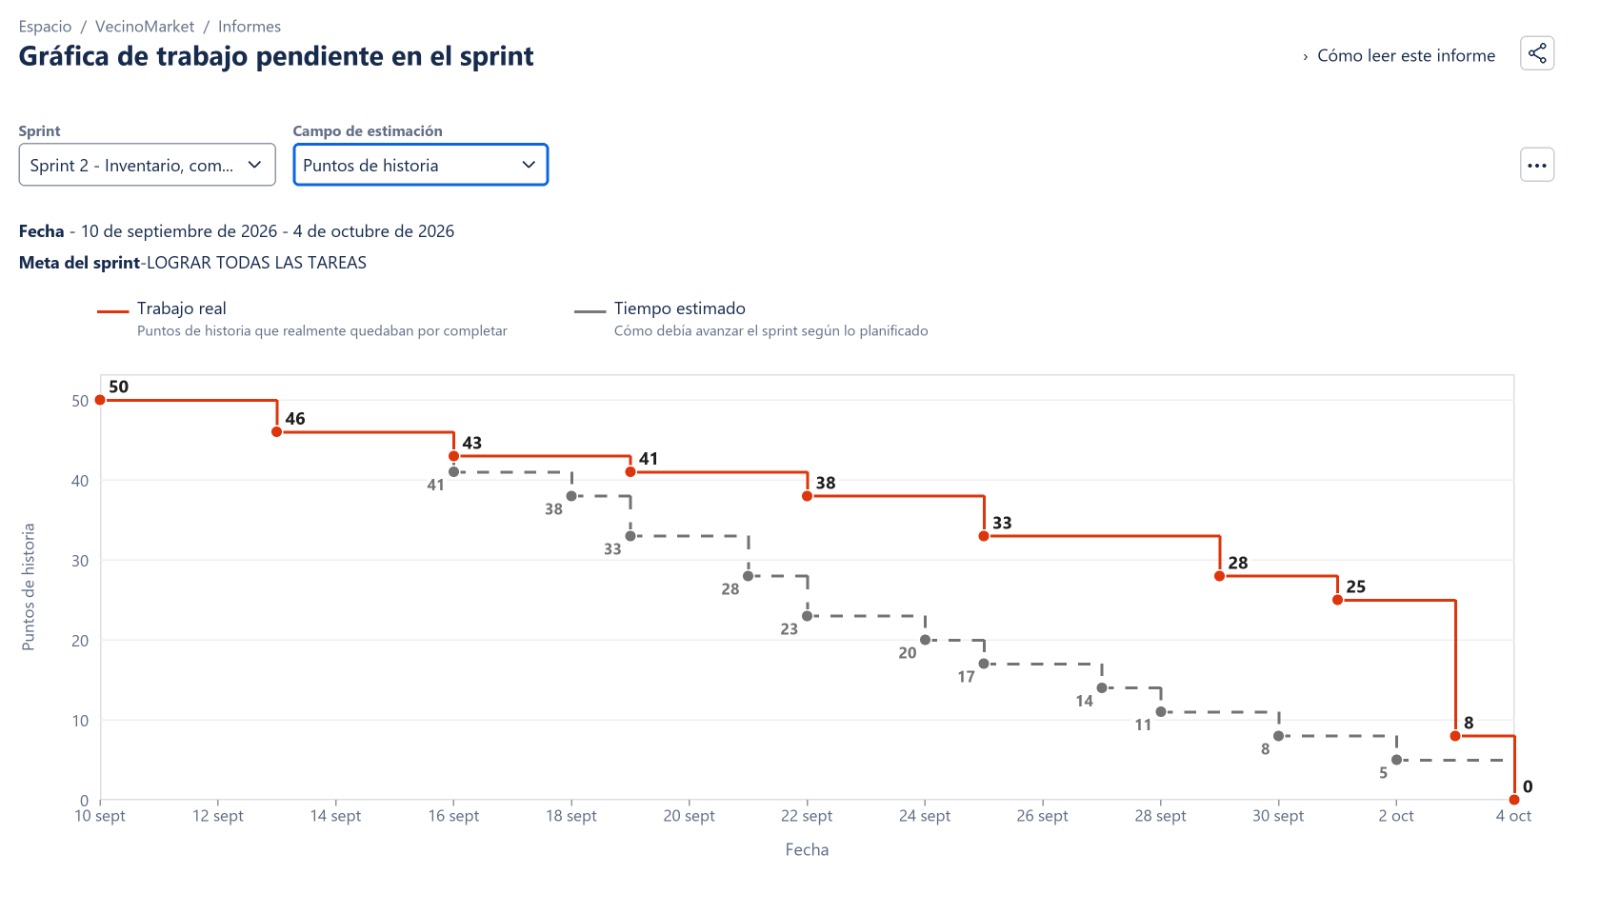 Espacio / VecinoMarket / Informes
Gráfica de trabajo pendiente en el sprint
› Cómo leer este informe
Sprint
Campo de estimación
Sprint 2 - Inventario, com...
Puntos de historia
Fecha - 10 de septiembre de 2026 - 4 de octubre de 2026
Meta del sprint-LOGRAR TODAS LAS TAREAS
Trabajo real
Puntos de historia que realmente quedaban por completar
Tiempo estimado
Cómo debía avanzar el sprint según lo planificado
50
46
43
41
38
33
28
25
8
0
41
38
33
28
23
20
17
14
11
8
5
50
40
30
20
10
0
Puntos de historia
10 sept
12 sept
14 sept
16 sept
18 sept
20 sept
22 sept
24 sept
26 sept
28 sept
30 sept
2 oct
4 oct
Fecha